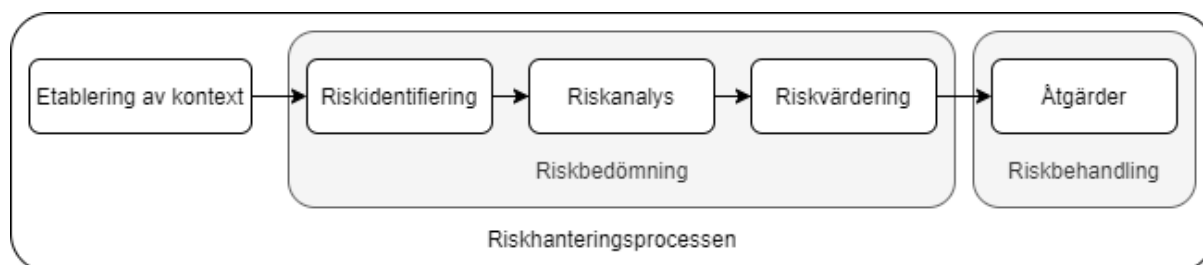 Etablering av kontext
Riskidentifiering
Riskanalys
Riskvärdering
Åtgärder
Riskbedömning
Riskbehandling
Riskhanteringsprocessen